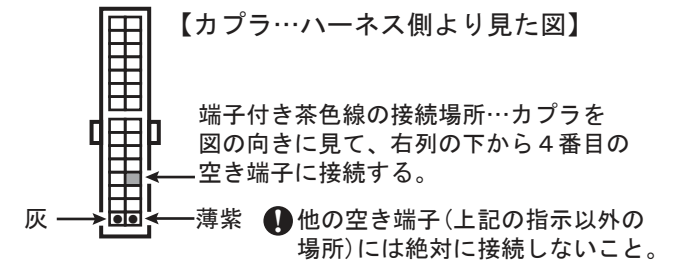 【カプラ…ハーネス側より見た図】
端子付き茶色線の接続場所…カプラを
図の向きに見て、右列の下から４番目の
空き端子に接続する。
灰
薄紫
他の空き端子(上記の指示以外の
場所)には絶対に接続しないこと。